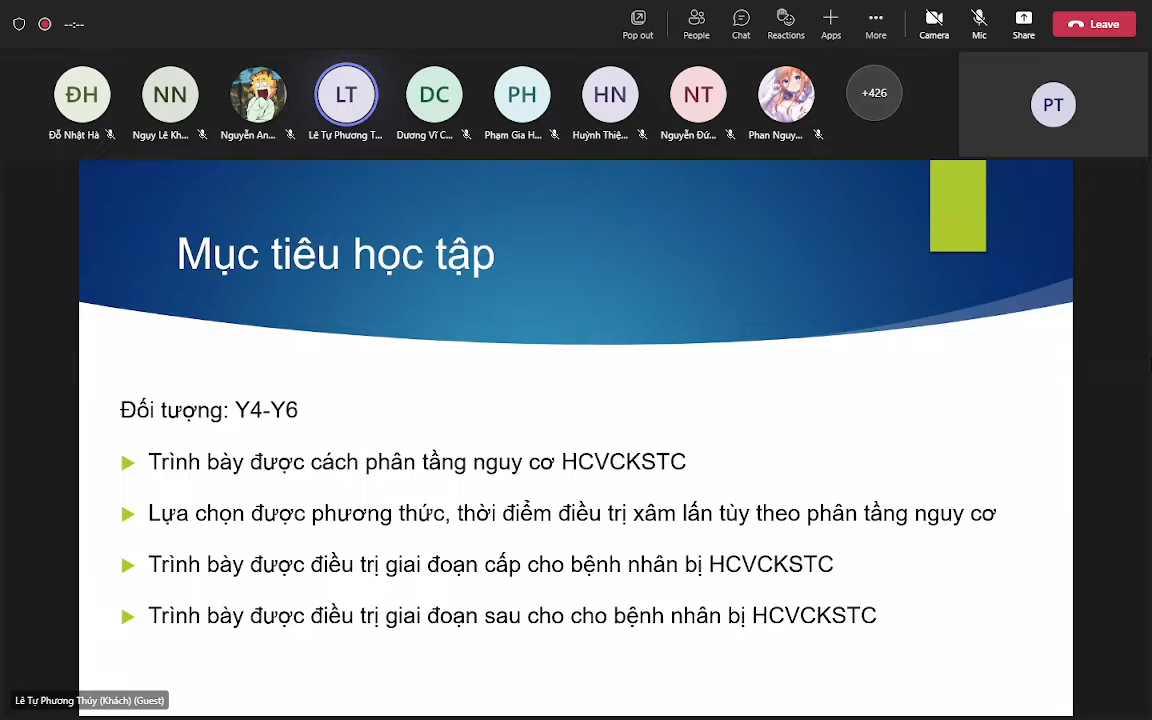 --:--
Pop out
People
Chat
Reactions
Apps
More
Camera
Mic
Share
Leave
ĐH
NN
LT
DC
PH
HN
NT
+426
PT
Đỗ Nhật Hà
Ngụy Lê Kh...
Nguyễn An...
Lê Tự Phương T...
Dương Vĩ C...
Phạm Gia H...
Huỳnh Thiệ...
Nguyễn Đứ...
Phan Nguy...
Mục tiêu học tập
Đối tượng: Y4-Y6
Trình bày được cách phân tầng nguy cơ HCVCKSTC
Lựa chọn được phương thức, thời điểm điều trị xâm lấn tùy theo phân tầng nguy cơ
Trình bày được điều trị giai đoạn cấp cho bệnh nhân bị HCVCKSTC
Trình bày được điều trị giai đoạn sau cho cho bệnh nhân bị HCVCKSTC
Lê Tự Phương Thúy (Khách) (Guest)